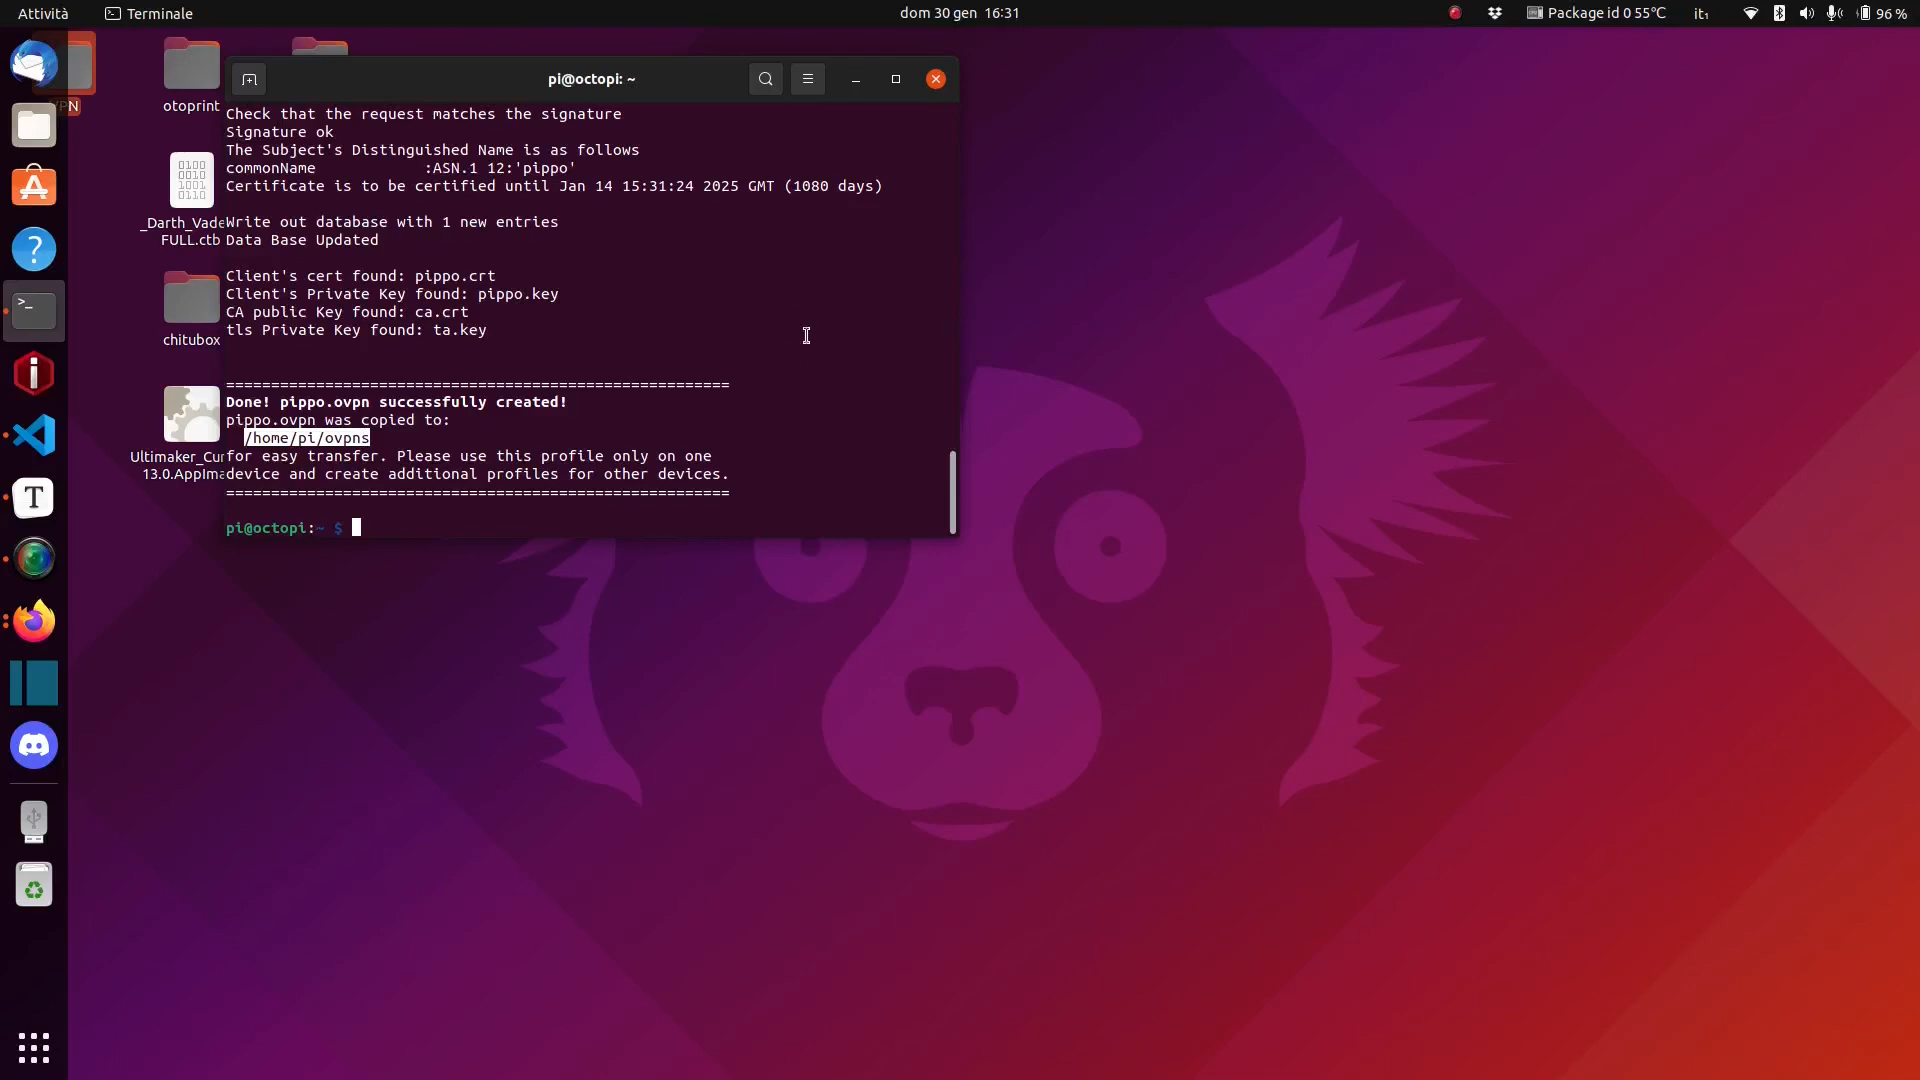 Attività
Terminale
dom 30 gen 16:31
Package id 0 55°C
it₁
96 %
VPN
otoprint
_Darth_Vade
FULL.ctb
chitubox
Ultimaker_Cur
13.0.AppIma
pi@octopi: ~
Check that the request matches the signature
Signature ok
The Subject's Distinguished Name is as follows
commonName            :ASN.1 12:'pippo'
Certificate is to be certified until Jan 14 15:31:24 2025 GMT (1080 days)
Write out database with 1 new entries
Data Base Updated
Client's cert found: pippo.crt
Client's Private Key found: pippo.key
CA public Key found: ca.crt
tls Private Key found: ta.key
========================================================
Done! pippo.ovpn successfully created!
pippo.ovpn was copied to:
/home/pi/ovpns
for easy transfer. Please use this profile only on one
device and create additional profiles for other devices.
========================================================
pi@octopi:~ $